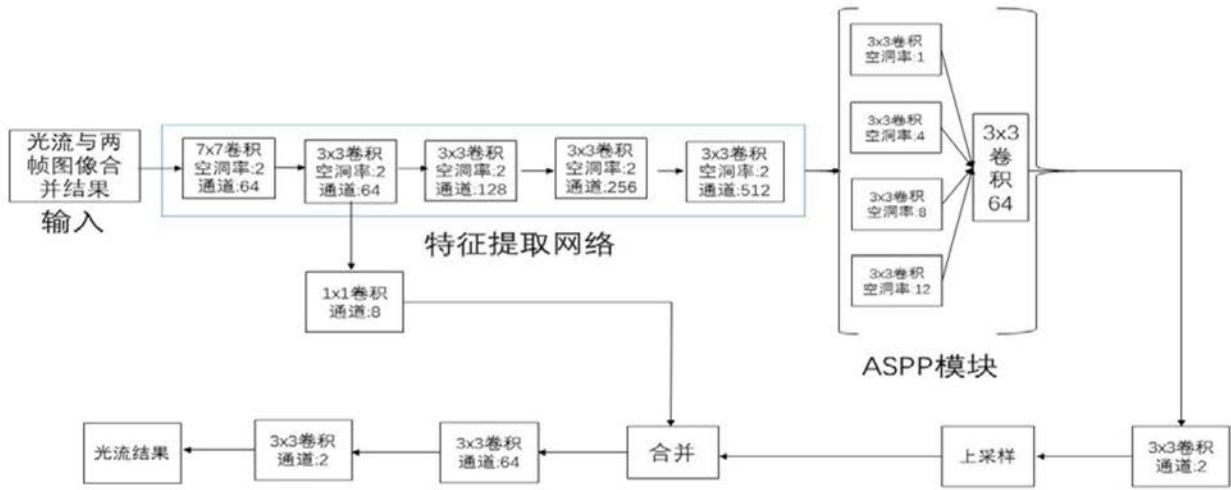 光流与两
帧图像合
并结果
输入
7x7卷积
空洞率:2
通道:64
3x3卷积
空洞率:2
通道:64
3x3卷积
空洞率:2
通道:128
3x3卷积
空洞率:2
通道:256
3x3卷积
空洞率:2
通道:512
特征提取网络
3x3卷积
空洞率:1
3x3卷积
空洞率:4
3x3卷积
空洞率:8
3x3卷积
空洞率:12
3x3
卷
积
64
ASPP模块
1x1卷积
通道:8
3x3卷积
通道:2
上采样
合并
3x3卷积
通道:64
3x3卷积
通道:2
光流结果